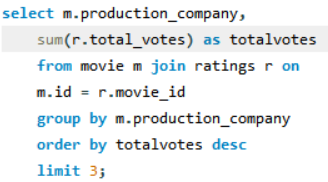 select m.production_company,
sum(r.total_votes) as totalvotes
from movie m join ratings r on
m.id = r.movie_id
group by m.production_company
order by totalvotes desc
limit 3;